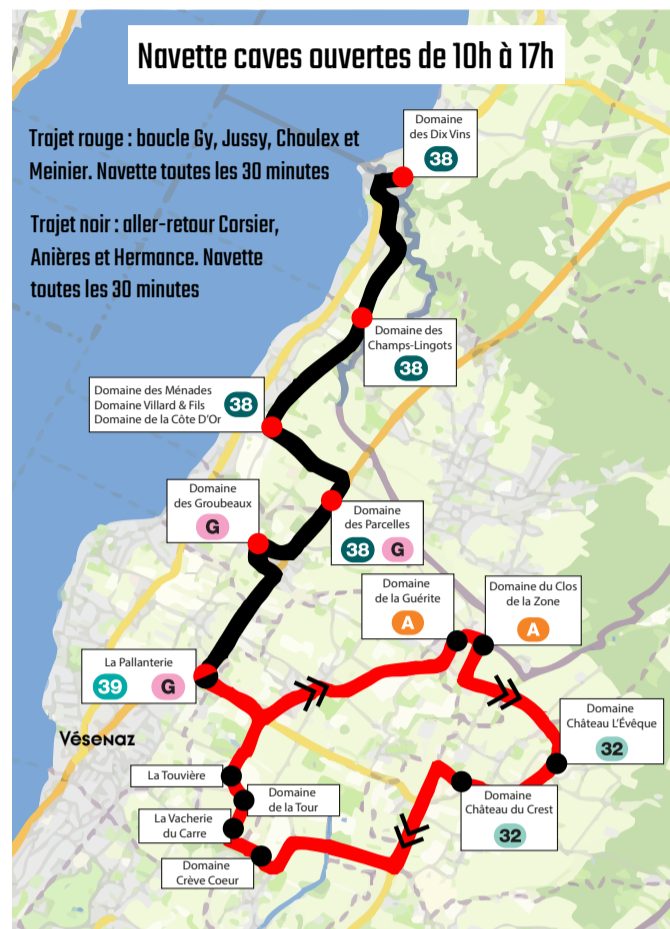 Navette caves ouvertes de 10h à 17h
Trajet rouge : boucle Gy, Jussy, Choulex et
Meinier. Navette toutes les 30 minutes
Trajet noir : aller-retour Corsier,
Anières et Hermance. Navette
toutes les 30 minutes
Domaine
des Dix Vins
38
Domaine des
Champs-Lingots
38
Domaine des Ménades
Domaine Villard & Fils
Domaine de la Côte D'Or
38
Domaine
des Groubeaux
G
Domaine
des Parcelles
38 G
Domaine
de la Guérite
A
Domaine du Clos
de la Zone
A
La Pallanterie
39 G
Vésenaz
Domaine
Château L'Évêque
32
La Touvière
Domaine
de la Tour
La Vacherie
du Carre
Domaine
Crève Coeur
Domaine
Château du Crest
32